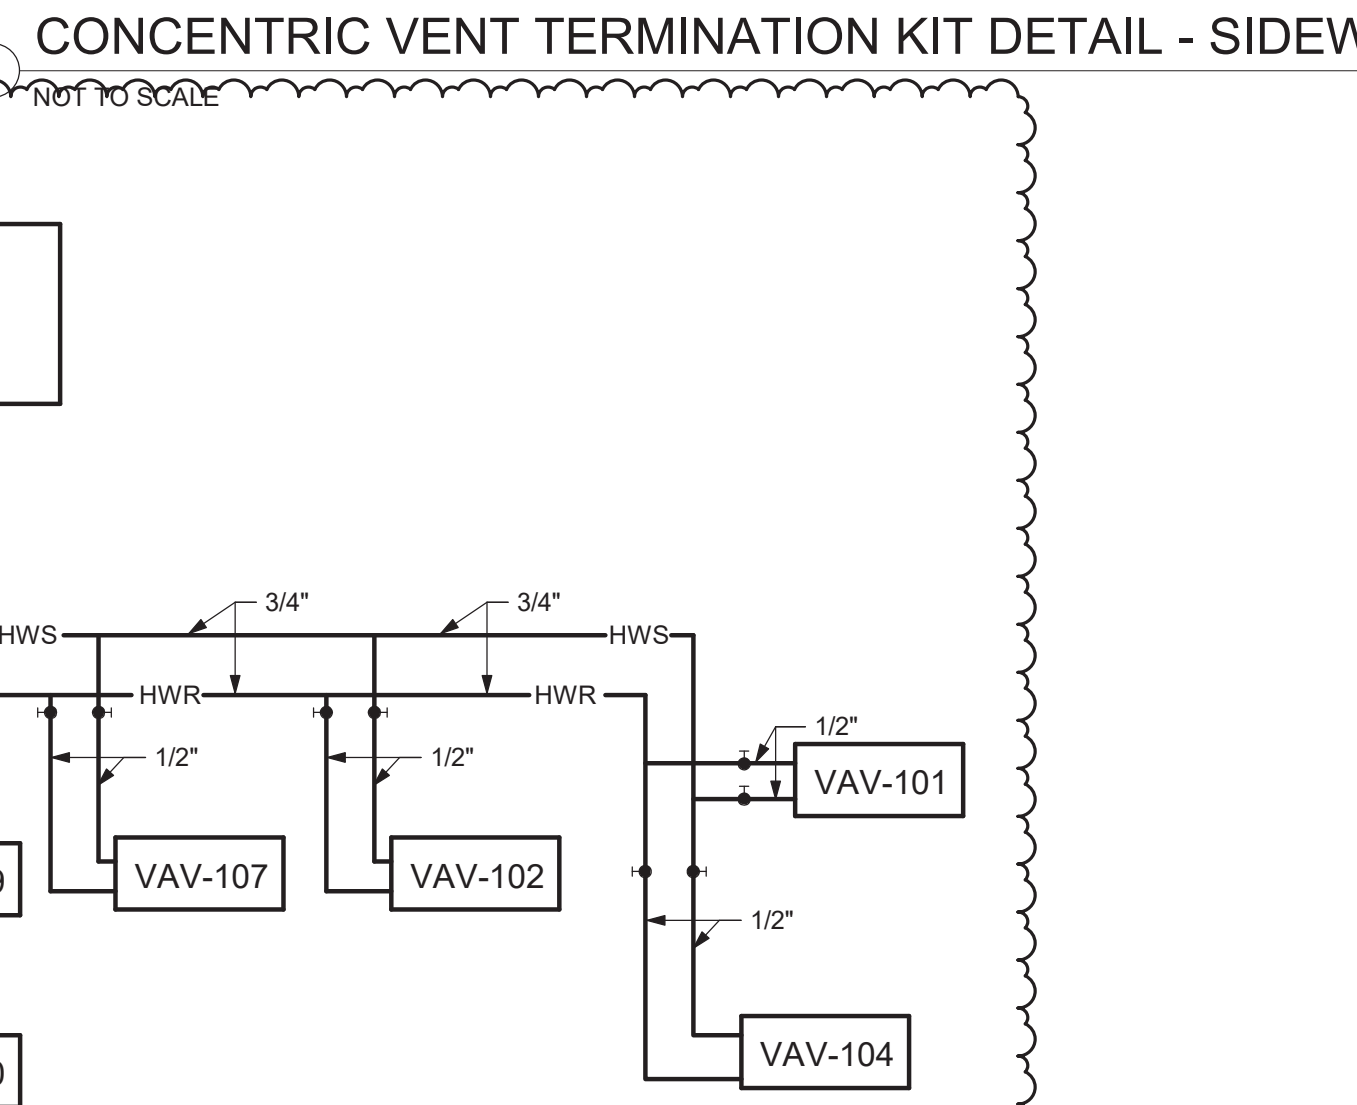 CONCENTRIC VENT TERMINATION KIT DETAIL - SIDEW
NOT TO SCALE
3/4" 3/4"
HWS HWS
HWR HWR
1/2"
1/2" 1/2"
VAV-101
VAV-107 VAV-102
9
1/2"
VAV-104